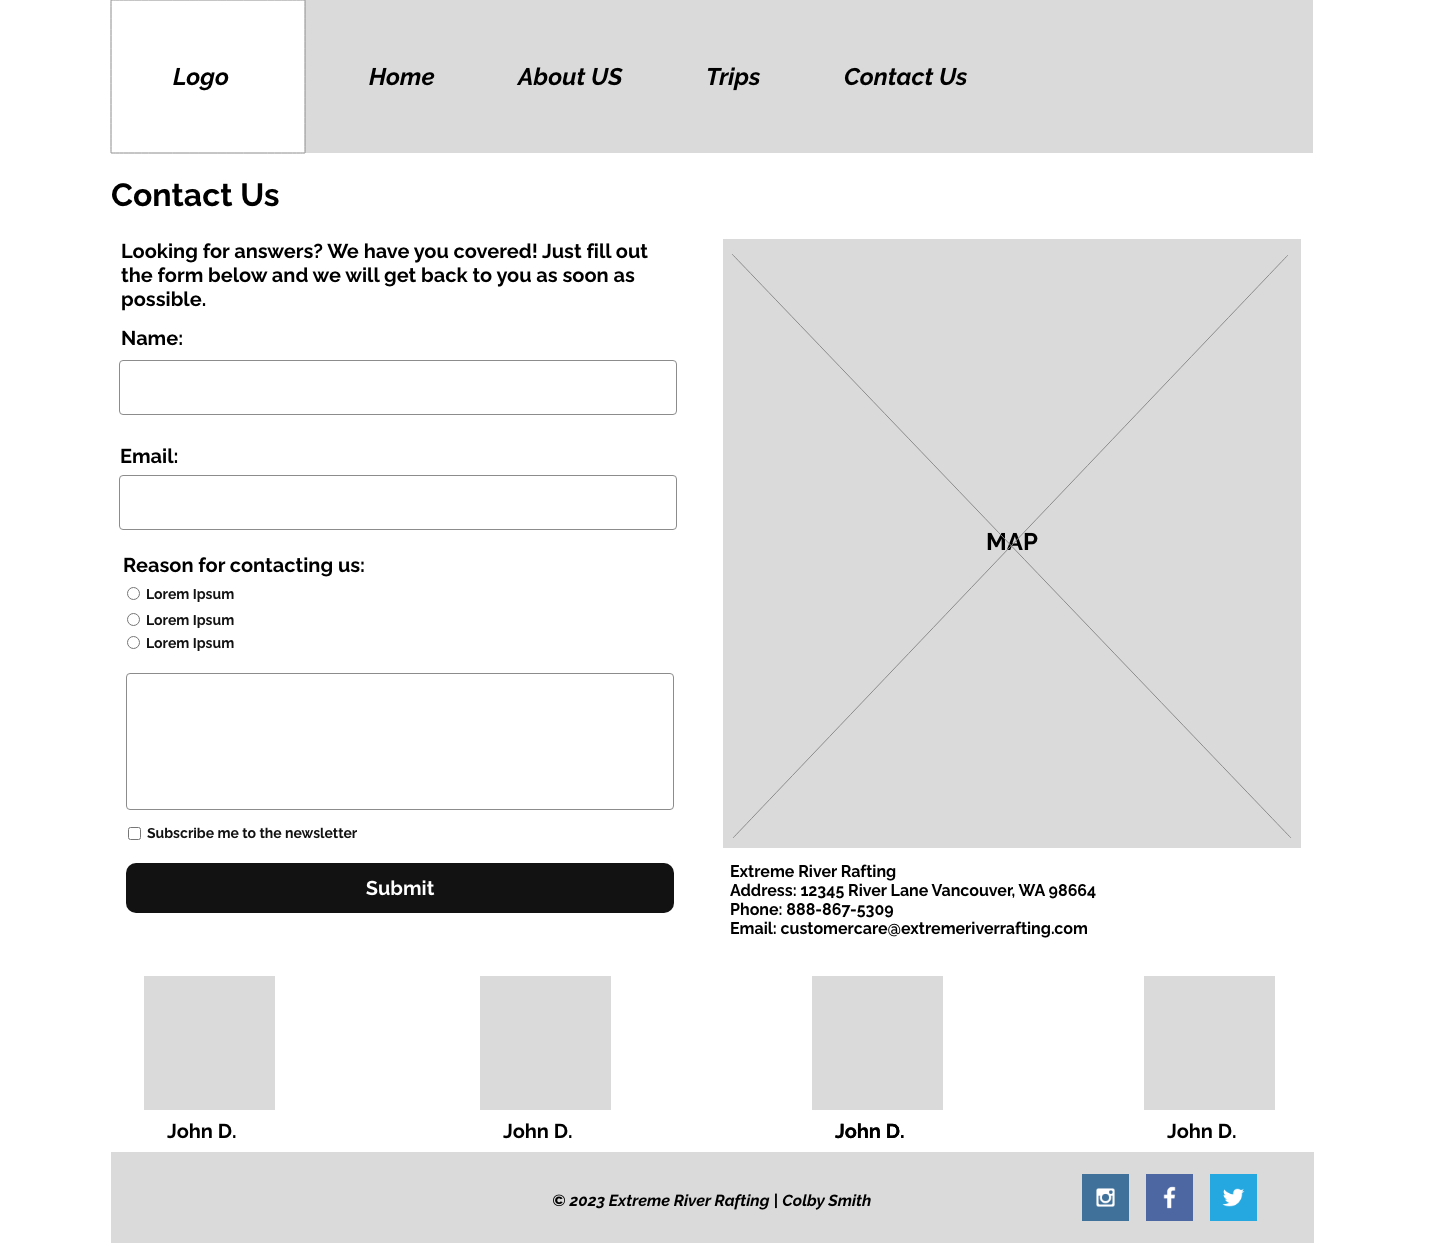 Logo
Home
About US
Trips
Contact Us
Contact Us
Looking for answers? We have you covered! Just fill out
the form below and we will get back to you as soon as
possible.
Name:
Email:
Reason for contacting us:
Lorem Ipsum
Lorem Ipsum
Lorem Ipsum
Subscribe me to the newsletter
Submit
MAP
Extreme River Rafting
Address: 12345 River Lane Vancouver, WA 98664
Phone: 888-867-5309
Email: customercare@extremeriverrafting.com
John D.
John D.
John D.
John D.
© 2023 Extreme River Rafting | Colby Smith